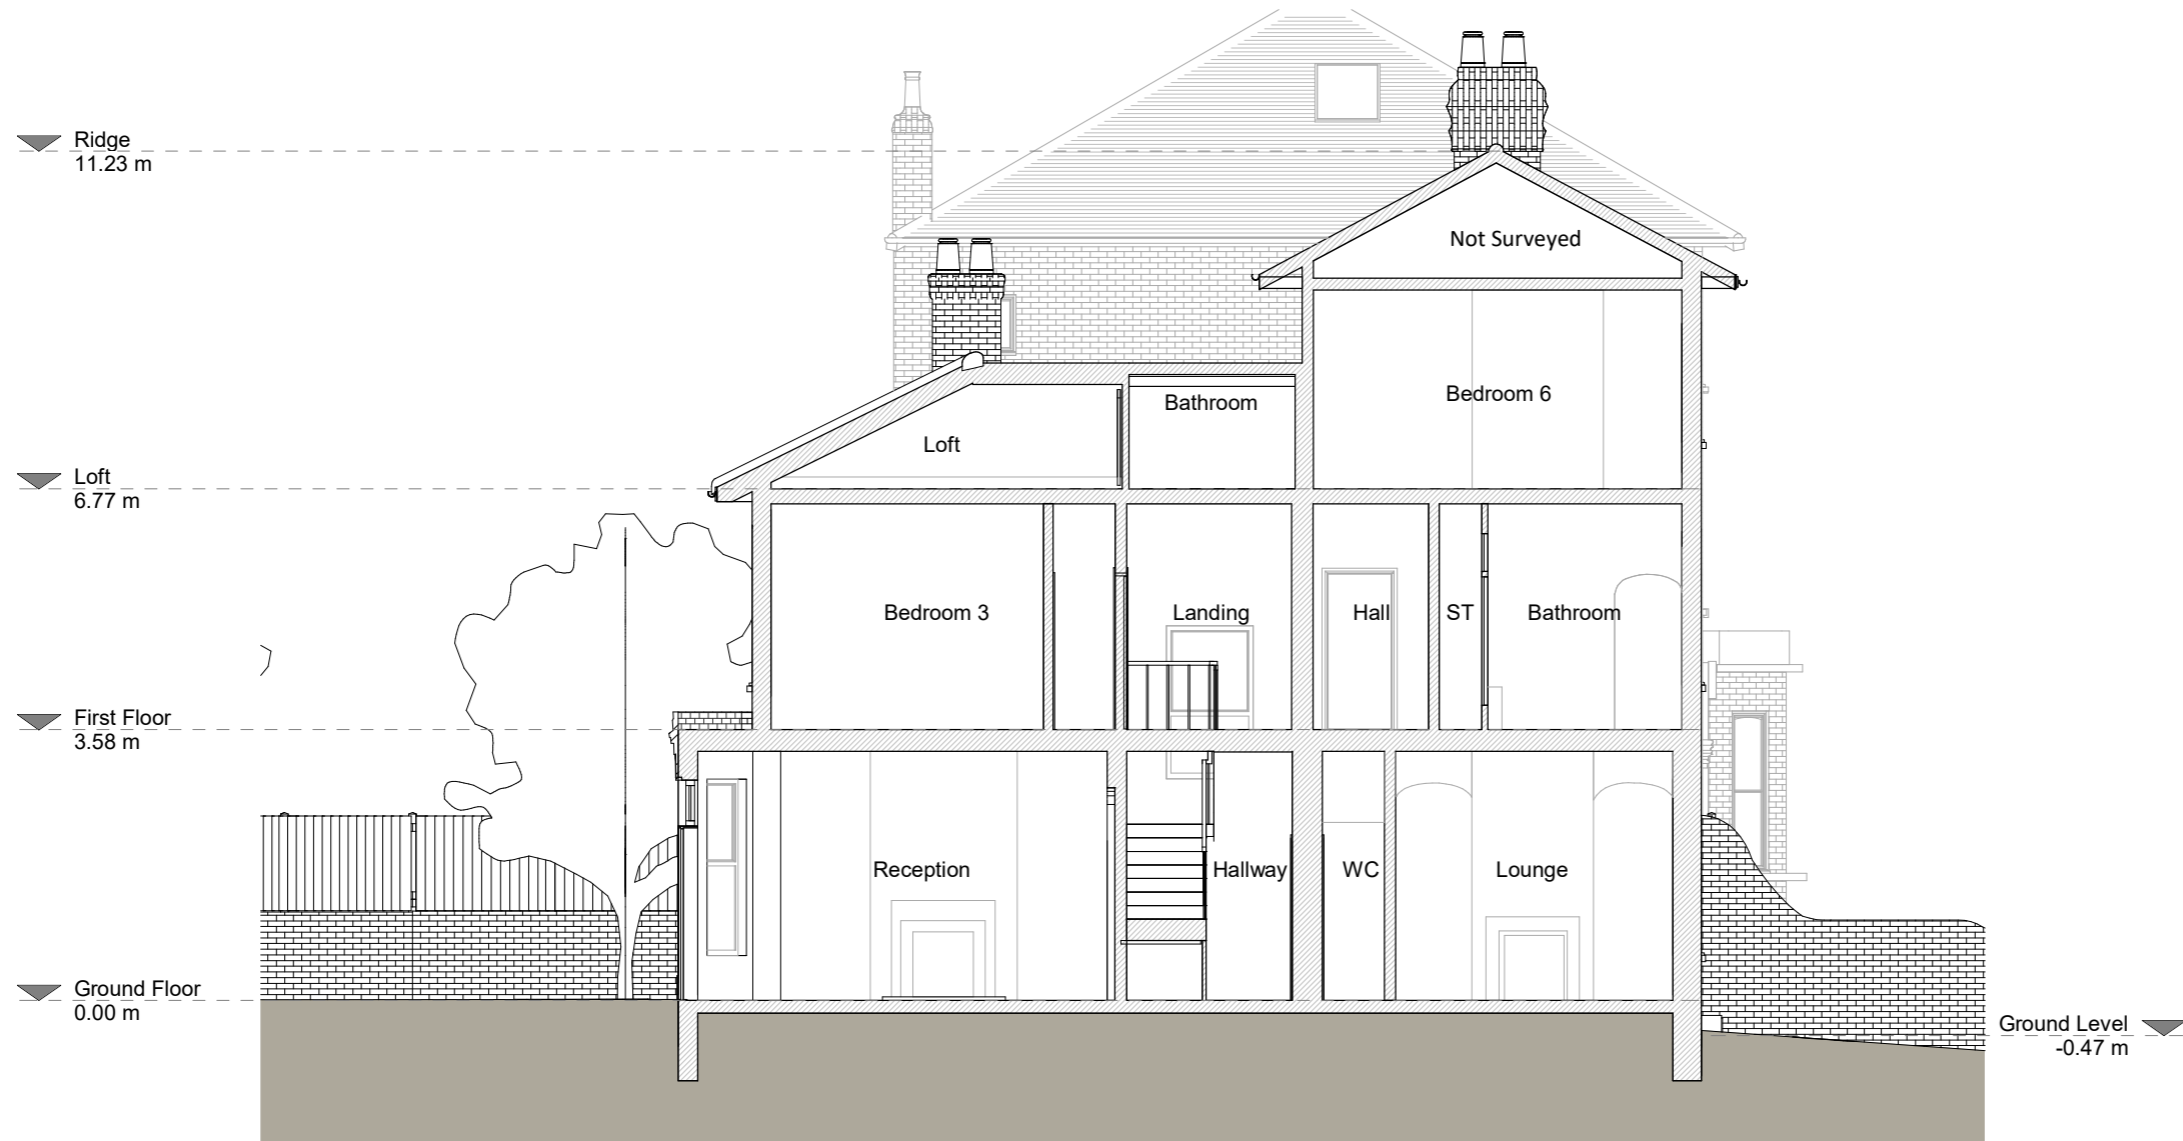 Ridge
11.23 m
Not Surveyed
Bedroom 6
Bathroom
Loft
Loft
6.77 m
Bedroom 3
Landing
Hall
ST
Bathroom
First Floor
3.58 m
Reception
Hallway
WC
Lounge
Ground Floor
0.00 m
Ground Level
-0.47 m